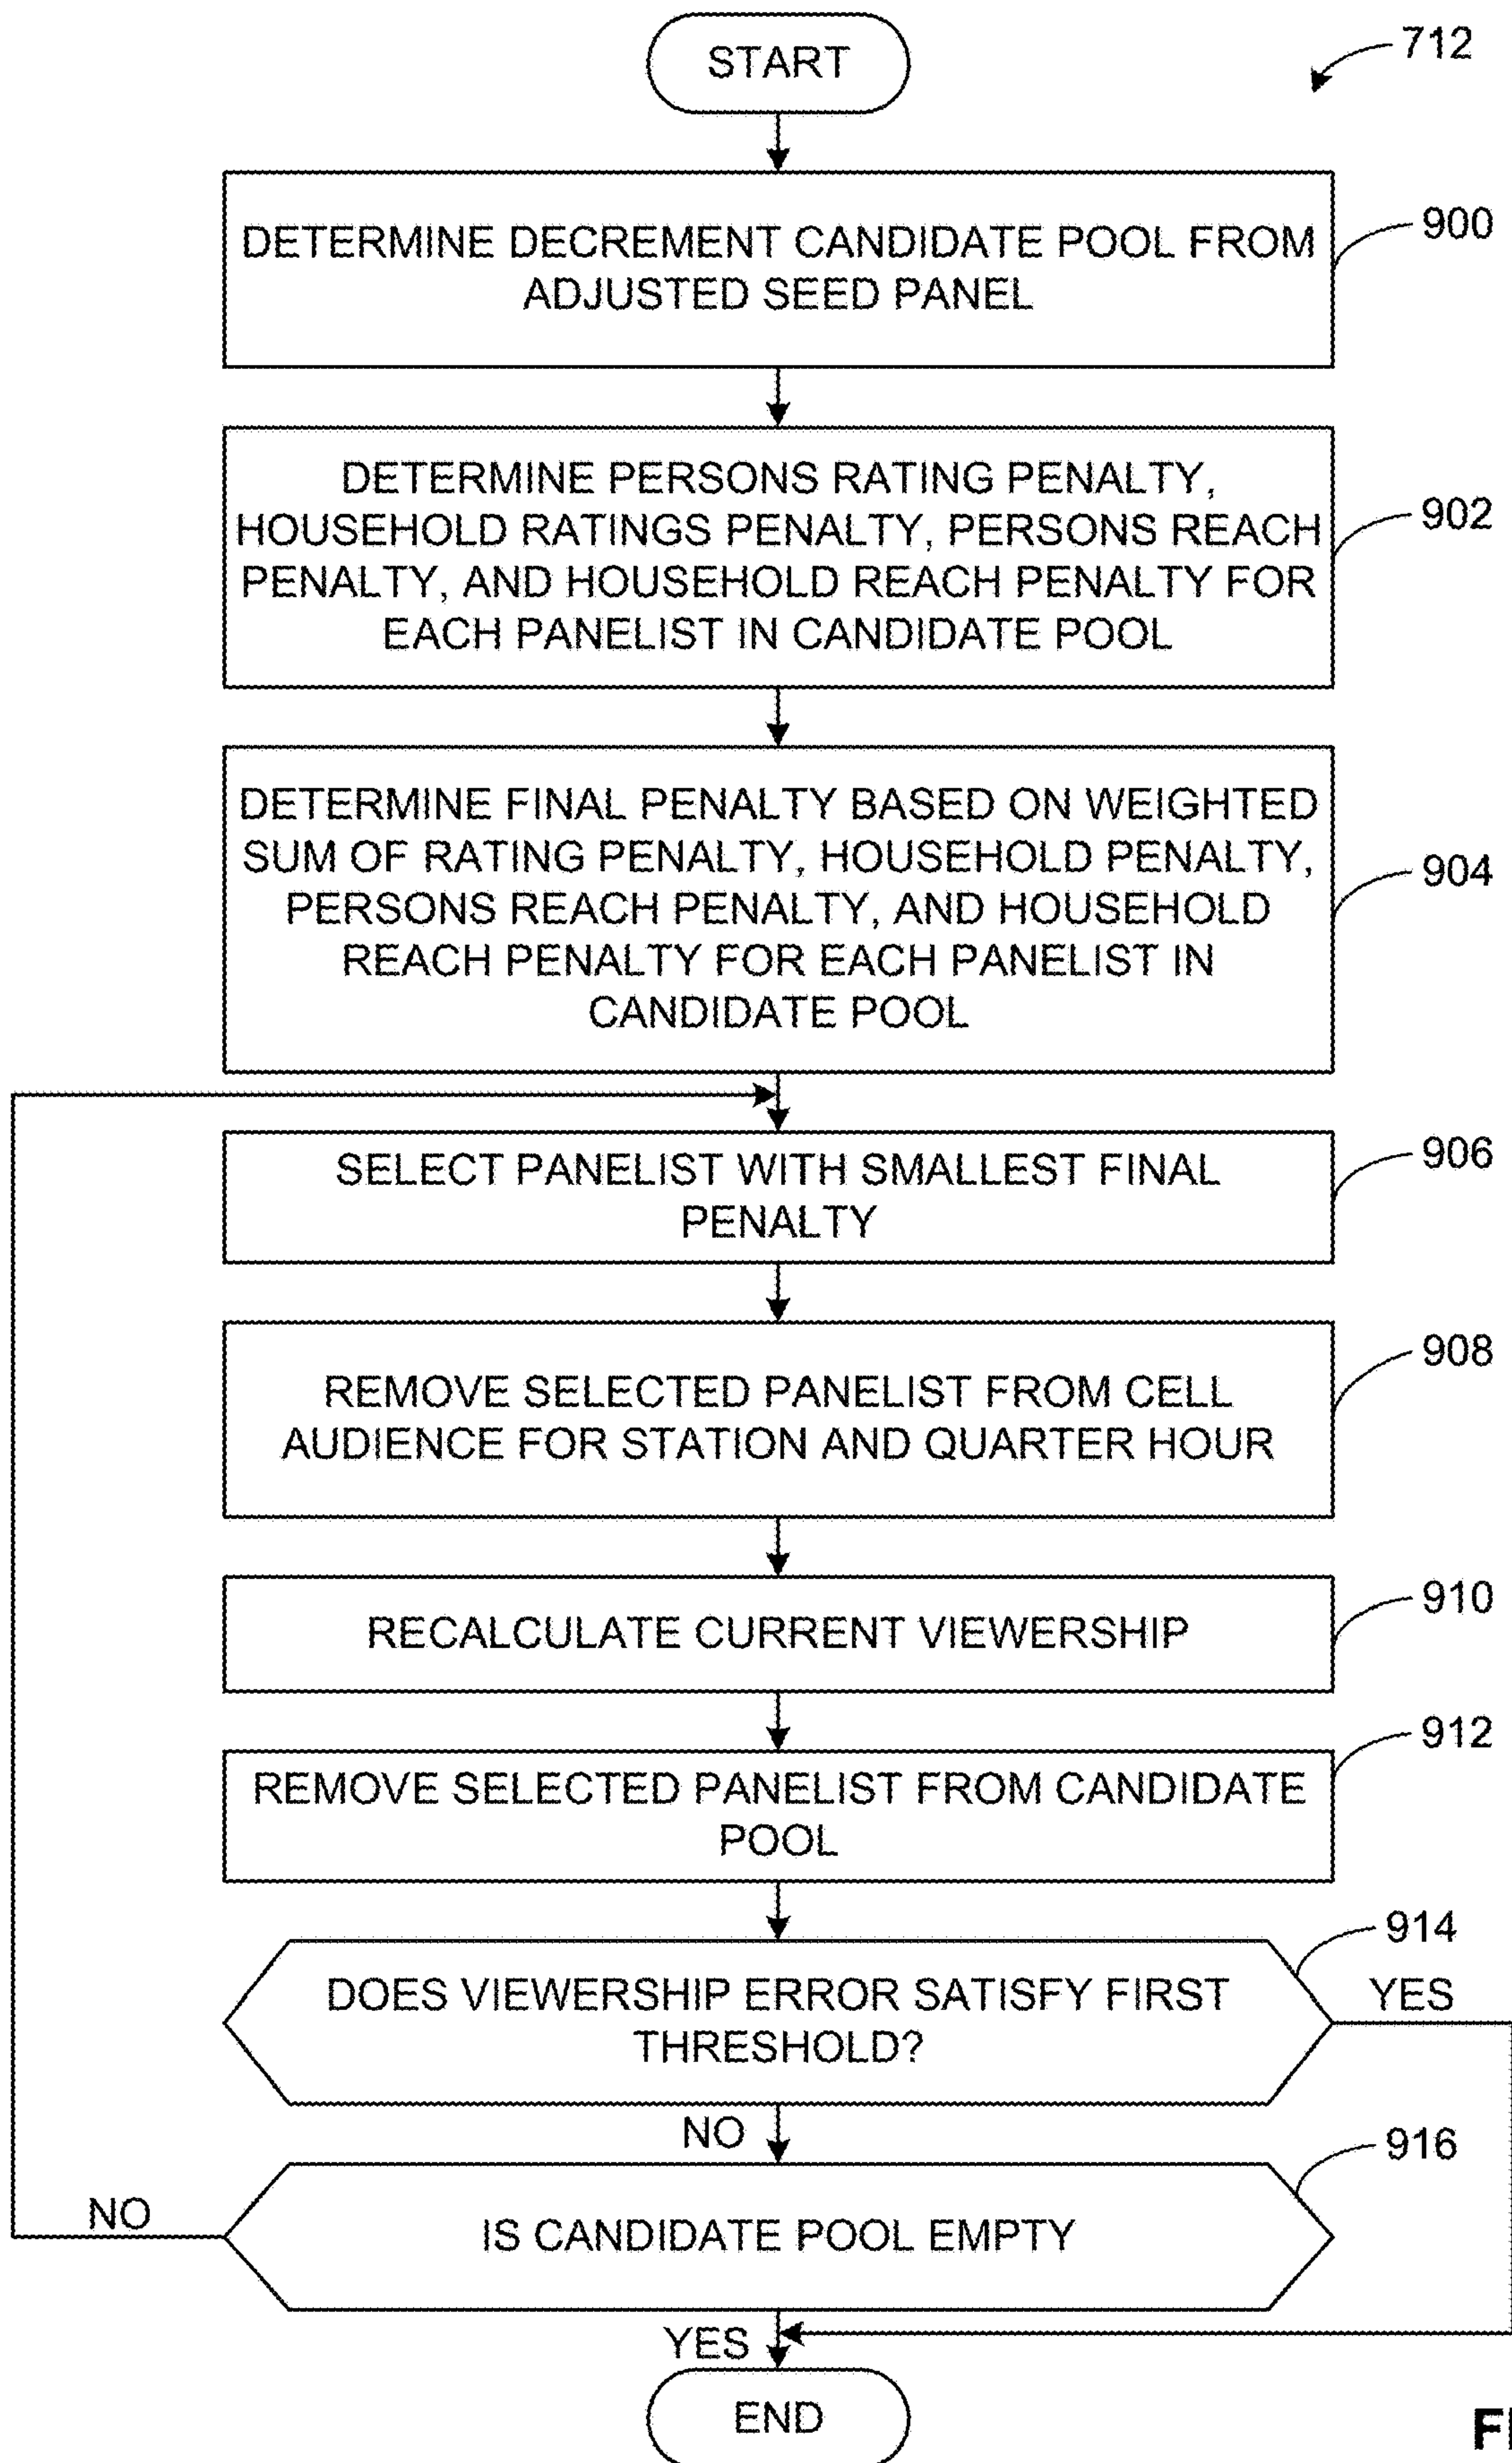 START
712
DETERMINE DECREMENT CANDIDATE POOL FROM
ADJUSTED SEED PANEL
900
DETERMINE PERSONS RATING PENALTY,
HOUSEHOLD RATINGS PENALTY, PERSONS REACH
PENALTY, AND HOUSEHOLD REACH PENALTY FOR
EACH PANELIST IN CANDIDATE POOL
902
DETERMINE FINAL PENALTY BASED ON WEIGHTED
SUM OF RATING PENALTY, HOUSEHOLD PENALTY,
PERSONS REACH PENALTY, AND HOUSEHOLD
REACH PENALTY FOR EACH PANELIST IN
CANDIDATE POOL
904
SELECT PANELIST WITH SMALLEST FINAL
PENALTY
906
REMOVE SELECTED PANELIST FROM CELL
AUDIENCE FOR STATION AND QUARTER HOUR
908
RECALCULATE CURRENT VIEWERSHIP
910
REMOVE SELECTED PANELIST FROM CANDIDATE
POOL
912
DOES VIEWERSHIP ERROR SATISFY FIRST
THRESHOLD?
914
YES
NO
IS CANDIDATE POOL EMPTY
916
NO
YES
END